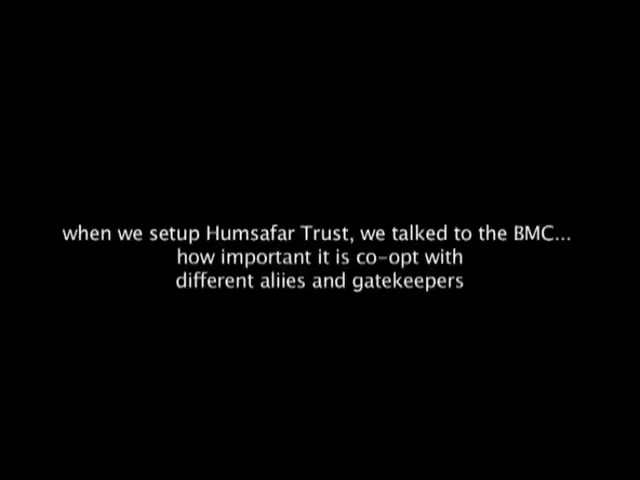 when we setup Humsafar Trust, we talked to the BMC...
how important it is co-opt with
different aliies and gatekeepers